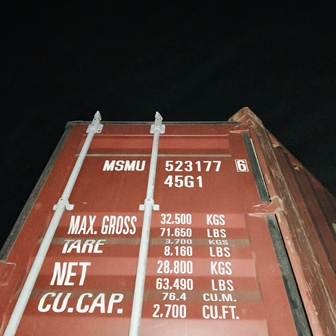 MSMU 523177 6
45G1
MAX. GROSS 32.500 KGS
71.650 LBS
TARE 3.700 KGS
8.160 LBS
NET 28.800 KGS
63.490 LBS
CU.CAP. 76.4 CU.M.
2.700 CU.FT.